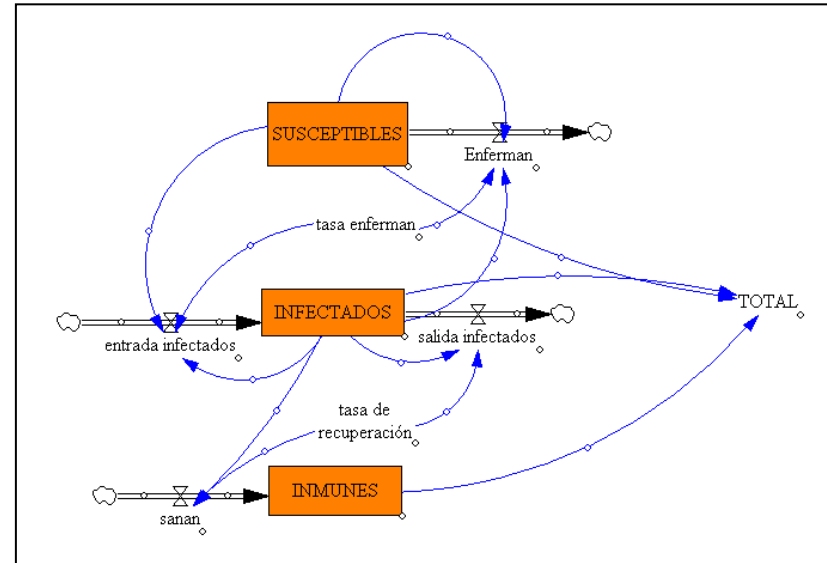 SUSCEPTIBLES
Enferman
tasa enferman
INFECTADOS
TOTAL
entrada infectados
salida infectados
tasa de
recuperación
INMUNES
sanan